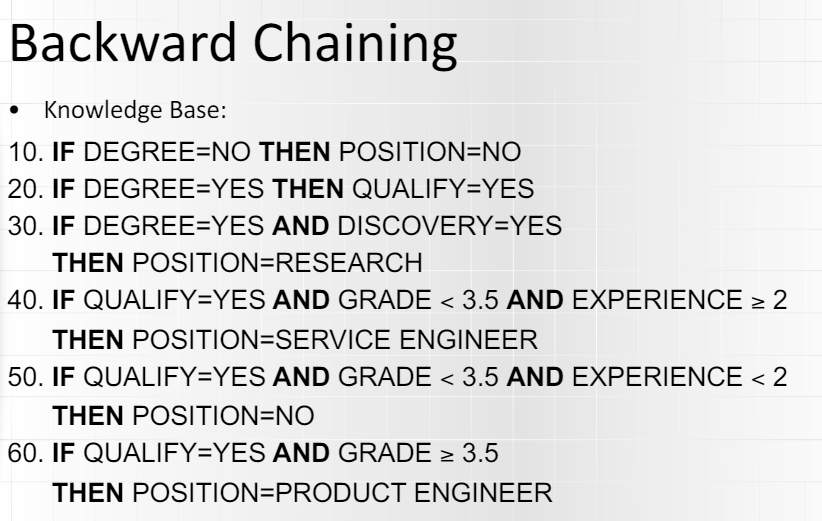 Backward Chaining
• Knowledge Base:
10. IF DEGREE=NO THEN POSITION=NO
20. IF DEGREE=YES THEN QUALIFY=YES
30. IF DEGREE=YES AND DISCOVERY=YES
THEN POSITION=RESEARCH
40. IF QUALIFY=YES AND GRADE < 3.5 AND EXPERIENCE ≥ 2
THEN POSITION=SERVICE ENGINEER
50. IF QUALIFY=YES AND GRADE < 3.5 AND EXPERIENCE < 2
THEN POSITION=NO
60. IF QUALIFY=YES AND GRADE ≥ 3.5
THEN POSITION=PRODUCT ENGINEER